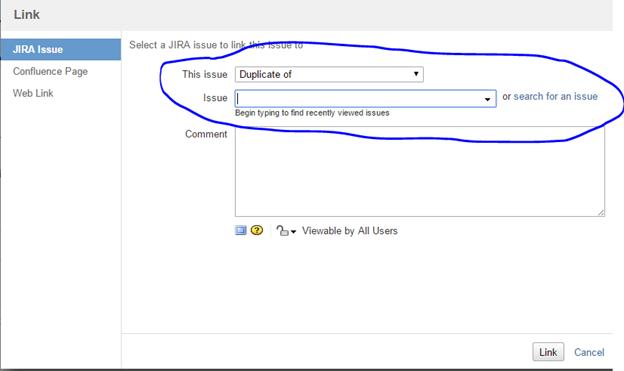 Link
JIRA Issue
Confluence Page
Web Link
Select a JIRA issue to link this issue to
This issue Duplicate of
Issue or search for an issue
Begin typing to find recently viewed issues
Comment
Viewable by All Users
Link Cancel